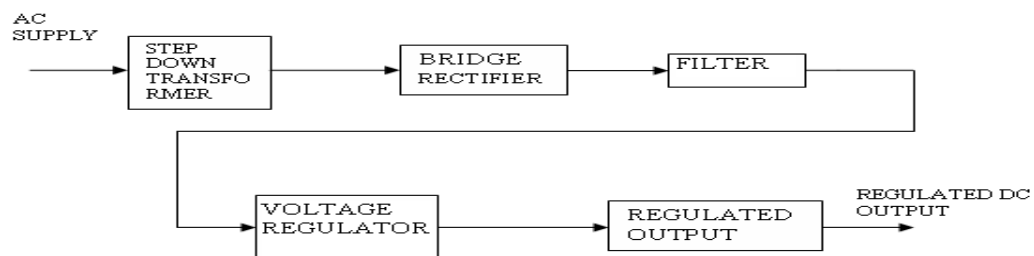 AC
SUPPLY
STEP
DOWN
TRANSFO
RMER
BRIDGE
RECTIFIER
FILTER
VOLTAGE
REGULATOR
REGULATED
OUTPUT
REGULATED DC
OUTPUT